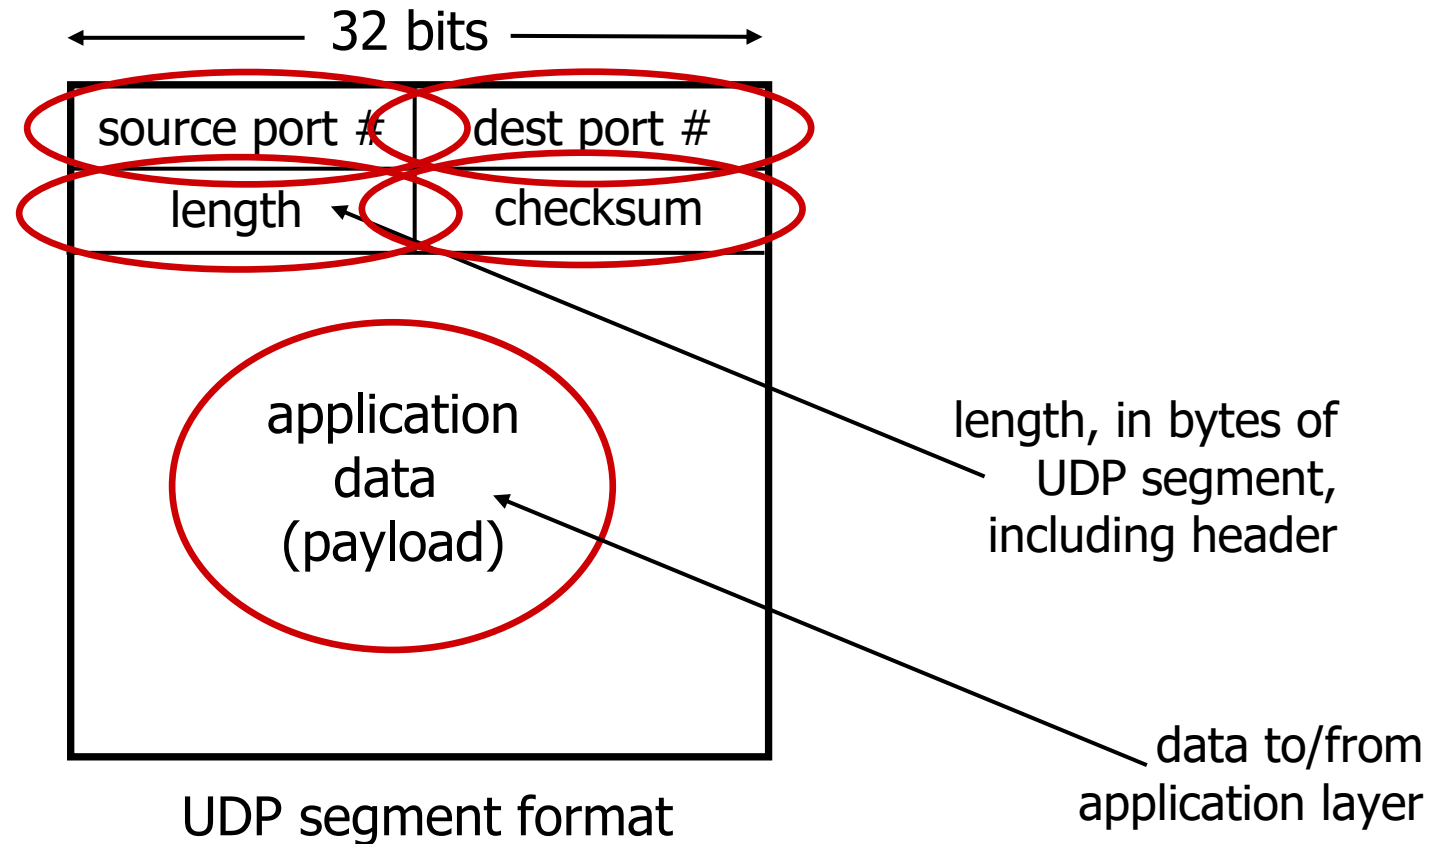 32 bits
source port #
dest port #
length
checksum
application
data
(payload)
length, in bytes of
UDP segment,
including header
data to/from
application layer
UDP segment format